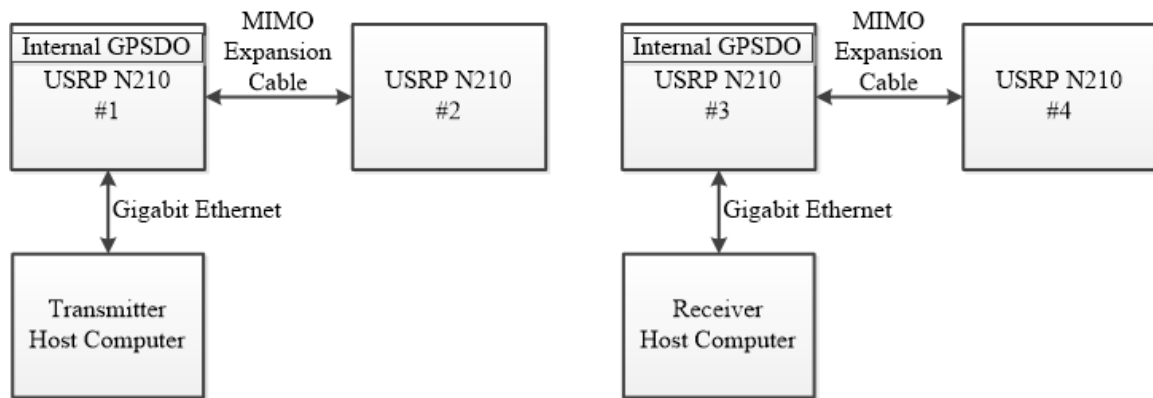 Internal GPSDO
USRP N210
#1
MIMO
Expansion
Cable
USRP N210
#2
Gigabit Ethernet
Transmitter
Host Computer
Internal GPSDO
USRP N210
#3
MIMO
Expansion
Cable
USRP N210
#4
Gigabit Ethernet
Receiver
Host Computer